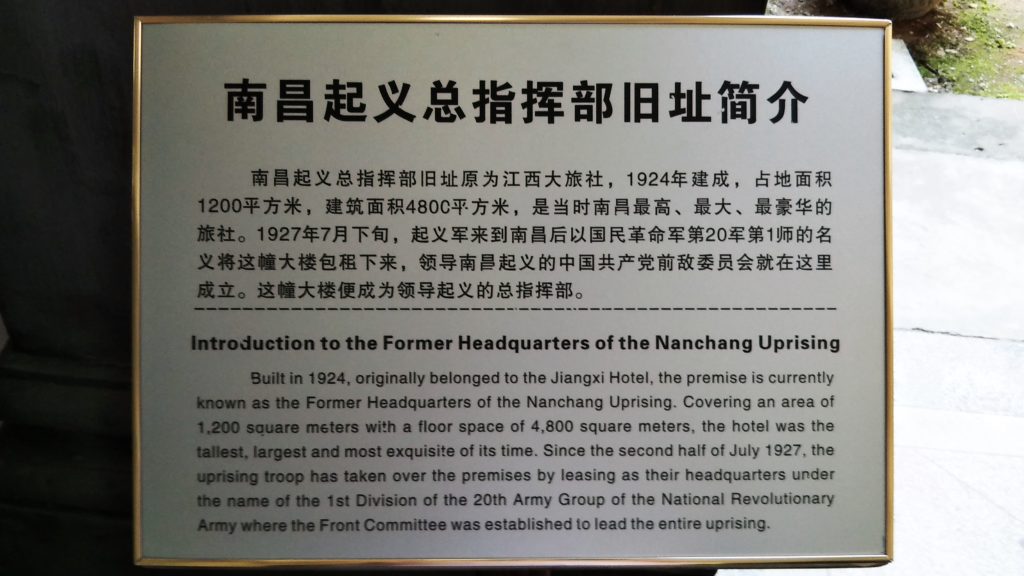 南昌起义总指挥部旧址简介
南昌起义总指挥部旧址原为江西大旅社，1924年建成，占地面积
1200平方米，建筑面积4800平方米，是当时南昌最高、最大、最豪华的
旅社。1927年7月下旬，起义军来到南昌后以国民革命军第20军第1师的名
义将这幢大楼包租下来，领导南昌起义的中国共产党前敌委员会就在这里
成立。这幢大楼便成为领导起义的总指挥部。
Introduction to the Former Headquarters of the Nanchang Uprising
Built in 1924, originally belonged to the Jiangxi Hotel, the premise is currently
known as the Former Headquarters of the Nanchang Uprising. Covering an area of
1,200 square meters with a floor space of 4,800 square meters, the hotel was the
tallest, largest and most exquisite of its time. Since the second half of July 1927, the
uprising troop has taken over the premises by leasing as their headquarters under
the name of the 1st Division of the 20th Army Group of the National Revolutionary
Army where the Front Committee was established to lead the entire uprising.